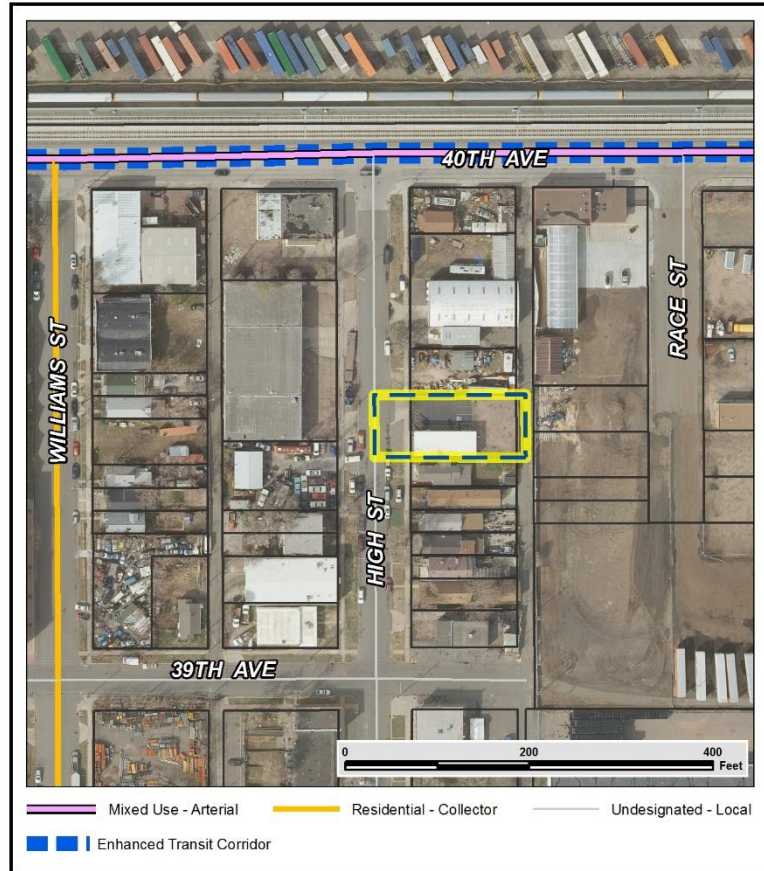 40TH AVE
WILLIAMS ST
HIGH ST
RACE ST
39TH AVE
0 200 400
Feet
Mixed Use - Arterial
Residential - Collector
Undesignated - Local
Enhanced Transit Corridor